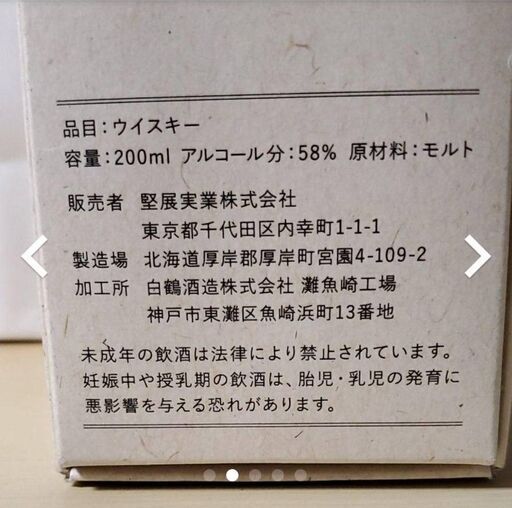 品目：ウイスキー
容量：200ml アルコール分：58% 原材料：モルト
販売者 堅展実業株式会社
東京都千代田区内幸町1-1-1
製造場 北海道厚岸郡厚岸町宮園4-109-2
加工所 白鶴酒造株式会社 灘魚崎工場
神戸市東灘区魚崎浜町13番地
未成年の飲酒は法律により禁止されています。
妊娠中や授乳期の飲酒は、胎児・乳児の発育に
悪影響を与える恐れがあります。